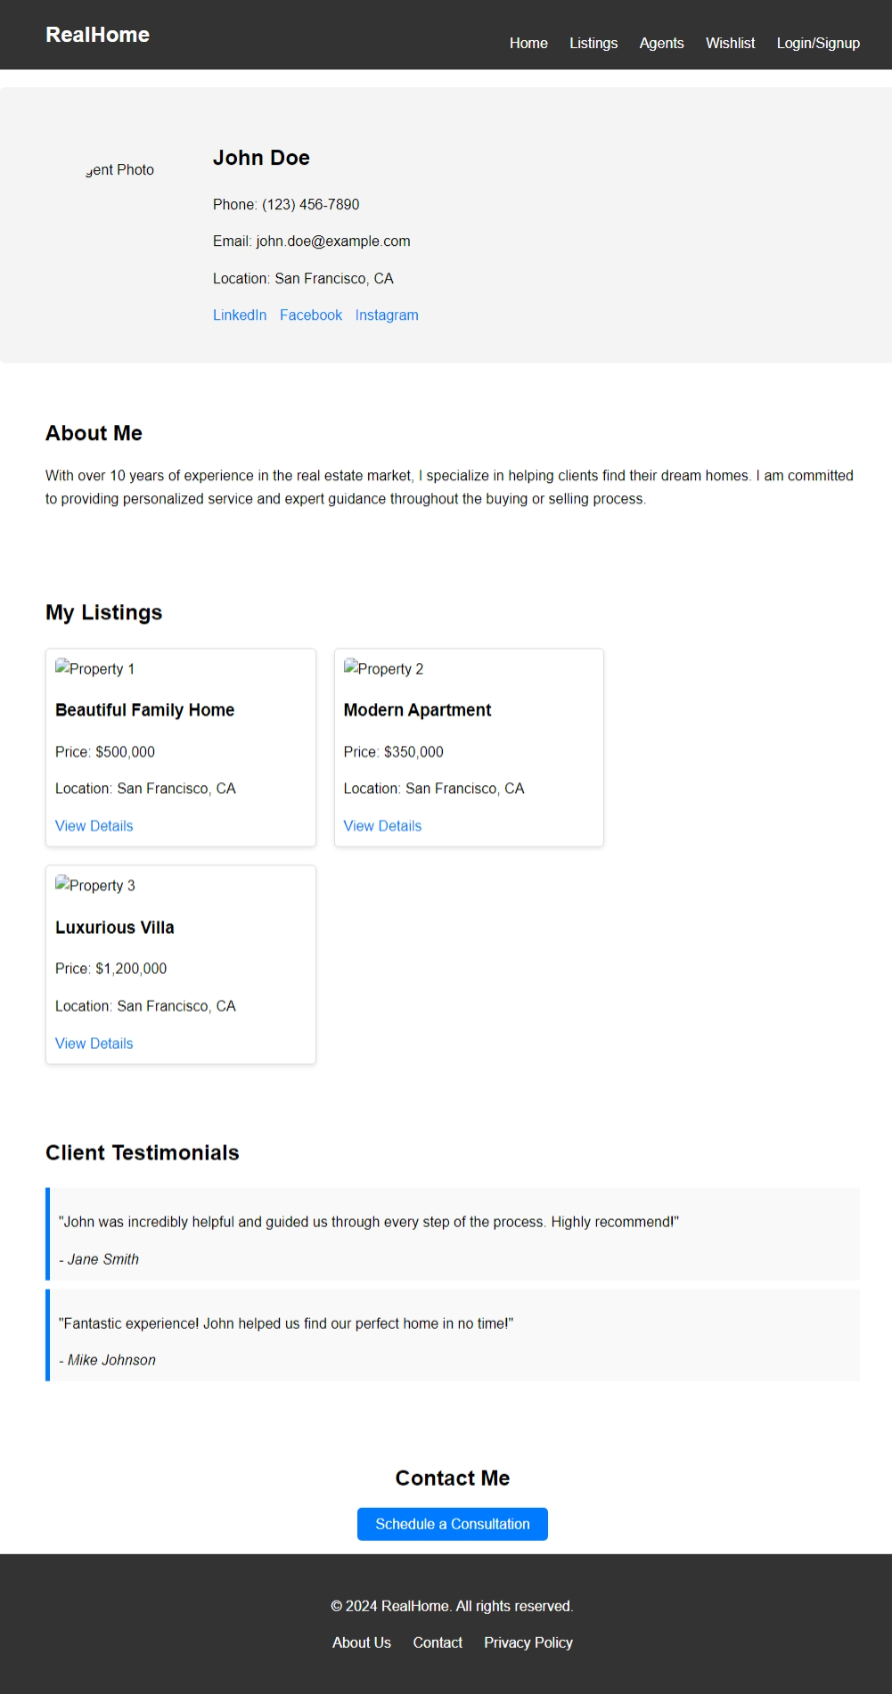 RealHome
Home Listings Agents Wishlist Login/Signup
gent Photo
John Doe
Phone: (123) 456-7890
Email: john.doe@example.com
Location: San Francisco, CA
LinkedIn Facebook Instagram
About Me
With over 10 years of experience in the real estate market, I specialize in helping clients find their dream homes. I am committed
to providing personalized service and expert guidance throughout the buying or selling process.
My Listings
Property 1
Beautiful Family Home
Price: $500,000
Location: San Francisco, CA
View Details
Property 2
Modern Apartment
Price: $350,000
Location: San Francisco, CA
View Details
Property 3
Luxurious Villa
Price: $1,200,000
Location: San Francisco, CA
View Details
Client Testimonials
"John was incredibly helpful and guided us through every step of the process. Highly recommend!"
- Jane Smith
"Fantastic experience! John helped us find our perfect home in no time!"
- Mike Johnson
Contact Me
Schedule a Consultation
© 2024 RealHome. All rights reserved.
About Us Contact Privacy Policy